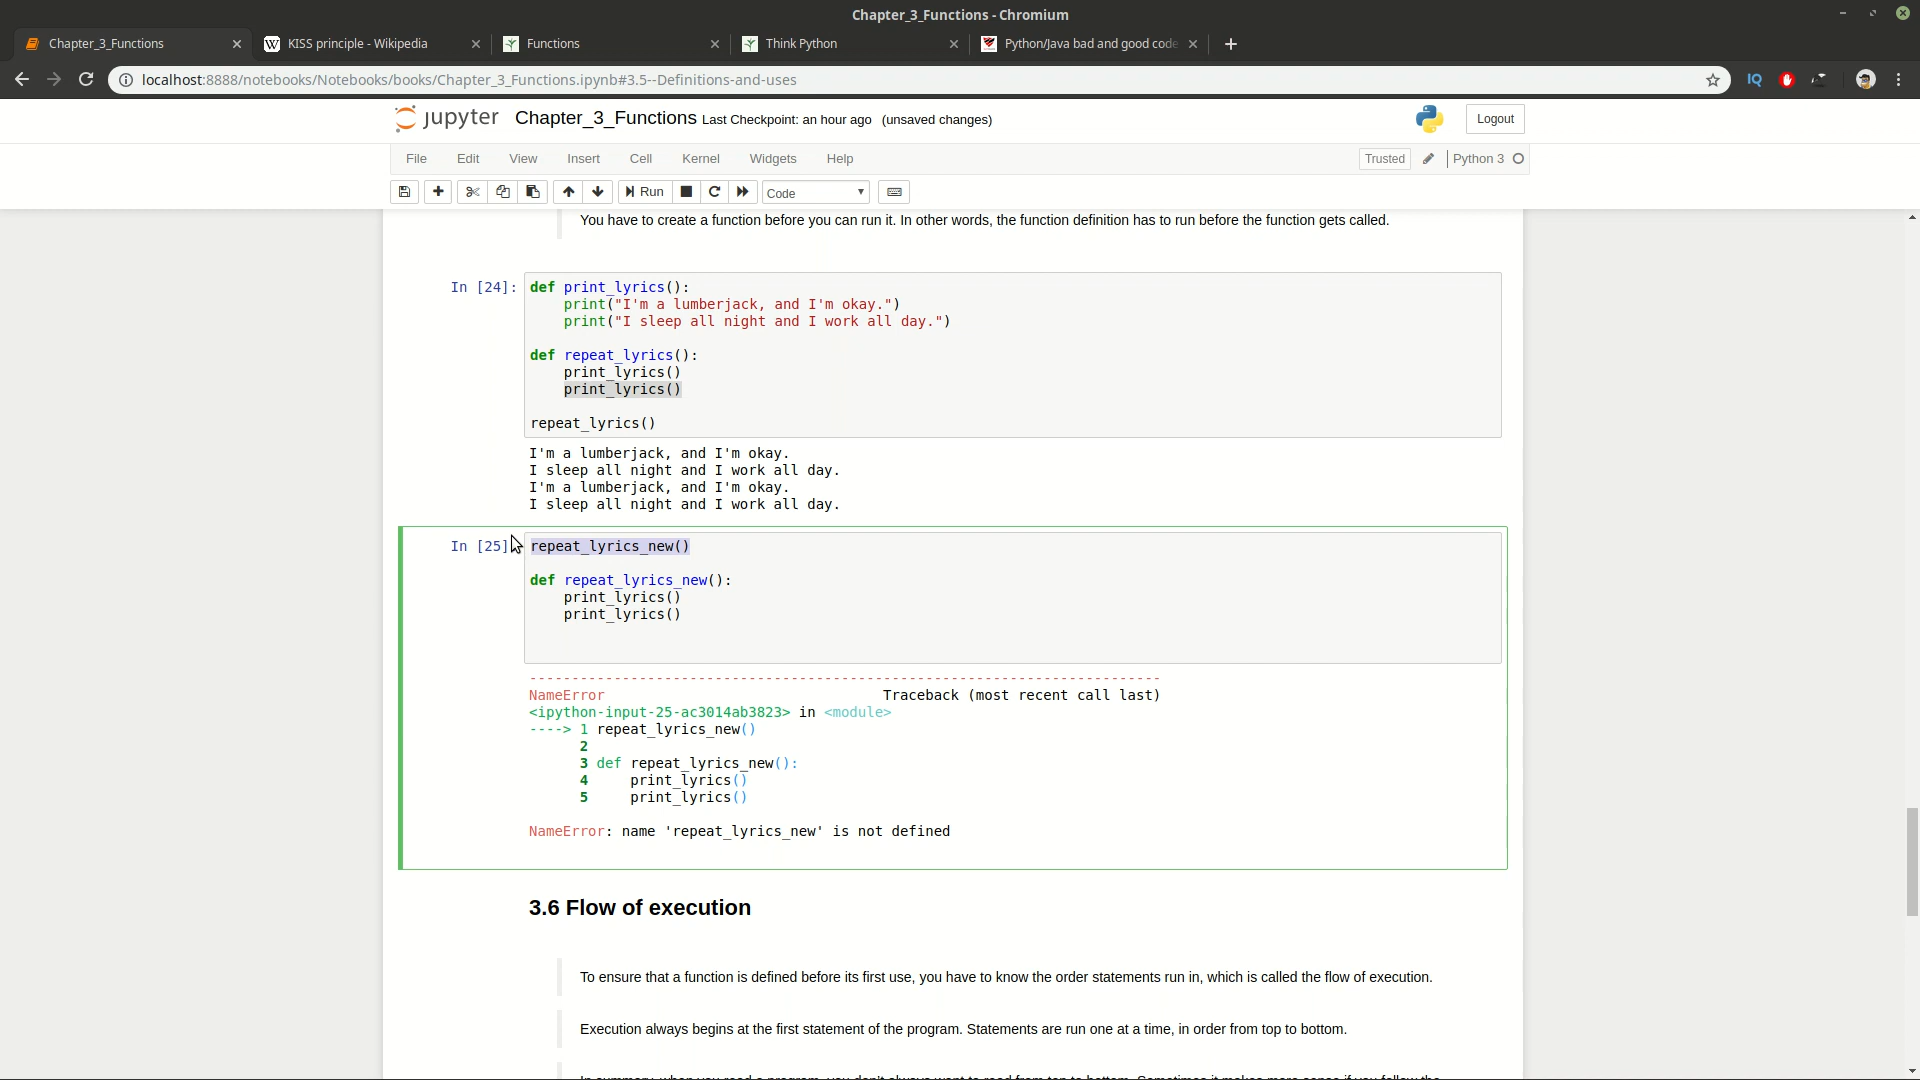 Chapter_3_Functions - Chromium
Chapter_3_Functions
KISS principle - Wikipedia
Functions
Think Python
Python/Java bad and good code
localhost:8888/notebooks/Notebooks/books/Chapter_3_Functions.ipynb#3.5--Definitions-and-uses
IQ
jupyter Chapter_3_Functions Last Checkpoint: an hour ago (unsaved changes)
Logout
File Edit View Insert Cell Kernel Widgets Help
Trusted
Python 3
Run
Code
You have to create a function before you can run it. In other words, the function definition has to run before the function gets called.
In [24]: def print_lyrics():
print("I'm a lumberjack, and I'm okay.")
print("I sleep all night and I work all day.")
def repeat_lyrics():
print_lyrics()
print_lyrics()
repeat_lyrics()
I'm a lumberjack, and I'm okay.
I sleep all night and I work all day.
I'm a lumberjack, and I'm okay.
I sleep all night and I work all day.
In [25] repeat_lyrics_new()
def repeat_lyrics_new():
print_lyrics()
print_lyrics()
---------------------------------------------------------------------------
NameError Traceback (most recent call last)
<ipython-input-25-ac3014ab3823> in <module>
----> 1 repeat_lyrics_new()
2
3 def repeat_lyrics_new():
4 print_lyrics()
5 print_lyrics()
NameError: name 'repeat_lyrics_new' is not defined
3.6 Flow of execution
To ensure that a function is defined before its first use, you have to know the order statements run in, which is called the flow of execution.
Execution always begins at the first statement of the program. Statements are run one at a time, in order from top to bottom.